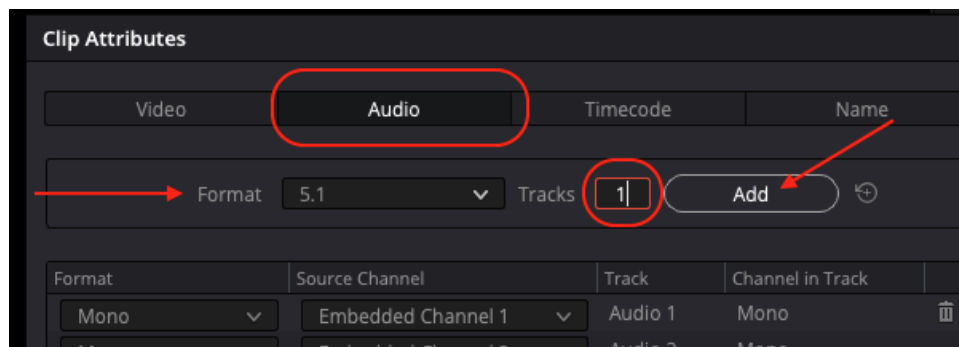 Clip Attributes
Video Audio Timecode Name
Format 5.1 Tracks 1 Add
Format Source Channel Track Channel in Track
Mono Embedded Channel 1 Audio 1 Mono